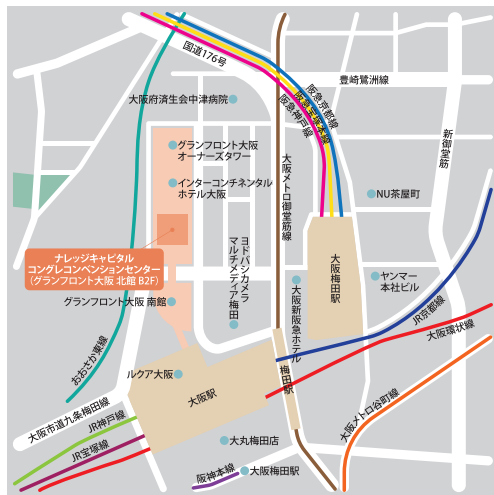 国道176号
豊崎鷺洲線
大阪府済生会中津病院
阪急京都線
阪急宝塚本線
阪急神戸線
新御堂筋
グランフロント大阪
オーナーズタワー
インターコンチネンタル
ホテル大阪
大阪メトロ御堂筋線
NU茶屋町
ナレッジキャピタル
コングレコンベンションセンター
（グランフロント大阪 北館 B2F）
ヨドバシカメラ
マルチメディア梅田
大阪梅田駅
ヤンマー
本社ビル
グランフロント大阪 南館
大阪新阪急ホテル
JR京都線
大阪環状線
おおさか東線
ルクア大阪
大阪駅
梅田駅
大阪市道九条梅田線
JR神戸線
JR宝塚線
大丸梅田店
大阪メトロ谷町線
阪神本線
大阪梅田駅